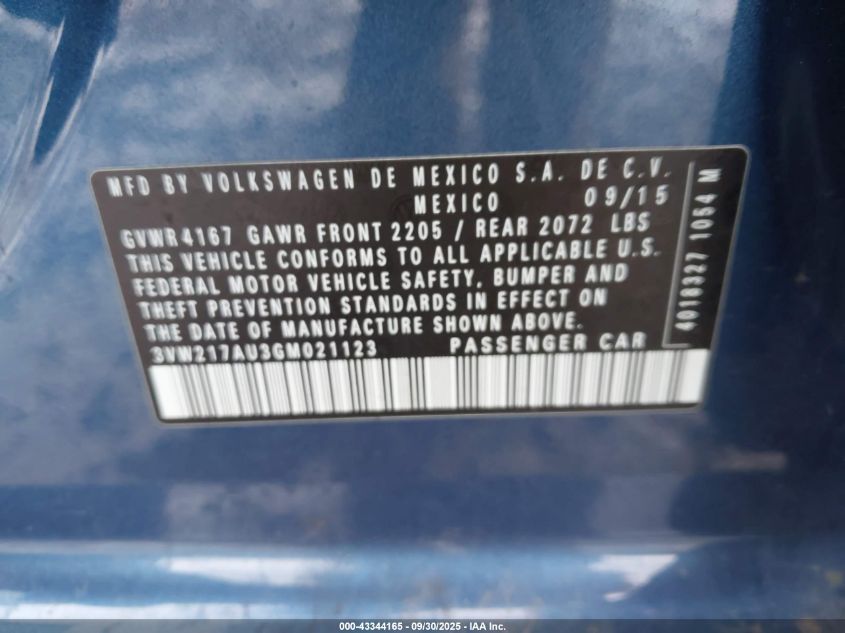 MFD BY VOLKSWAGEN DE MEXICO S.A. DE C.V.
MEXICO 09/15
GVWR4167 GAWR FRONT 2205 / REAR 2072 LBS
THIS VEHICLE CONFORMS TO ALL APPLICABLE U.S.
FEDERAL MOTOR VEHICLE SAFETY, BUMPER AND
THEFT PREVENTION STANDARDS IN EFFECT ON
THE DATE OF MANUFACTURE SHOWN ABOVE.
3VW217AU3GM021123 PASSENGER CAR
4018327 1054 M
000-43344165 - 09/30/2025 - IAA Inc.